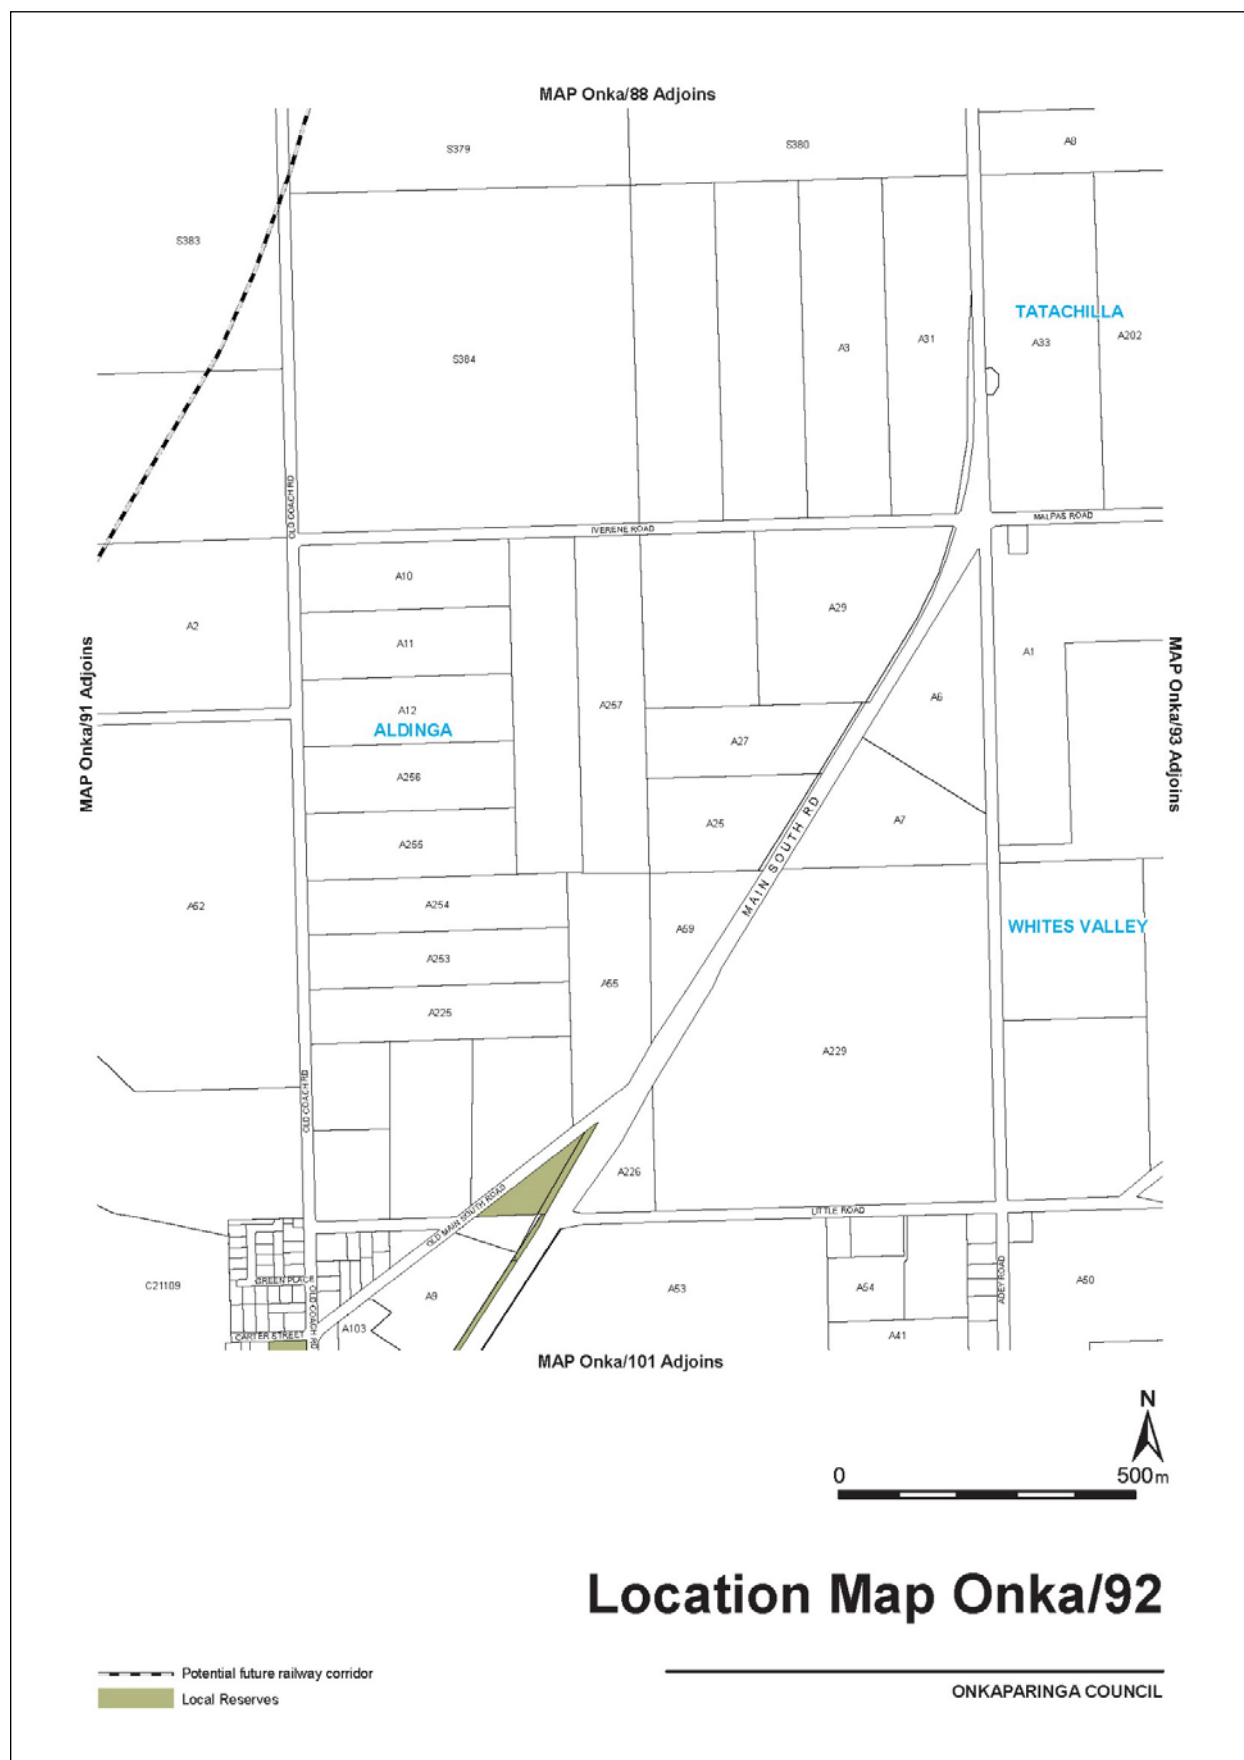 MAP Onka/88 Adjoins
S379
S380
A8
S383
TATACHILLA
S384
A3
A31
A33
A202
OLD COACH RD
IVERENE ROAD
MALPAS ROAD
A10
A29
A2
A11
A1
MAP Onka/91 Adjoins
MAP Onka/93 Adjoins
A12
A257
A6
ALDINGA
A27
A256
A25
A7
MAIN SOUTH RD
A255
A62
A254
A59
WHITES VALLEY
A253
A55
A225
A229
OLD COACH RD
A226
OLD MAIN SOUTH ROAD
LITTLE ROAD
C21109
GREEN PLACE
A9
A53
A54
ADEY ROAD
A50
OLD COACH RD
CARTER STREET
A103
A41
MAP Onka/101 Adjoins
N
0 500m
Location Map Onka/92
Potential future railway corridor
Local Reserves
ONKAPARINGA COUNCIL